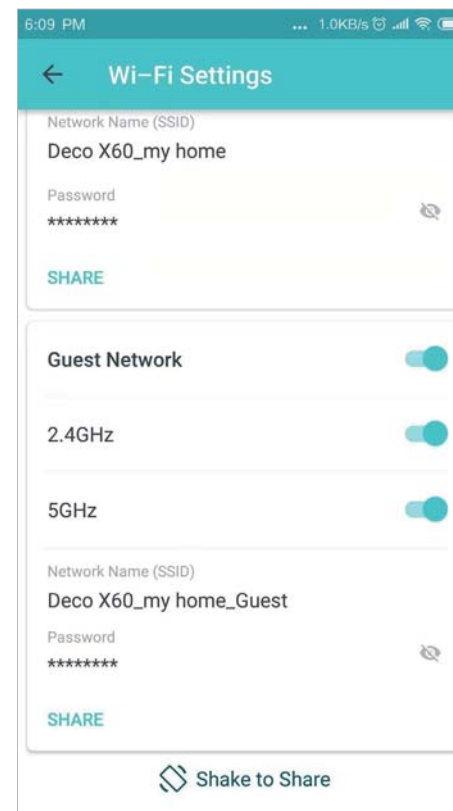 6:09 PM ... 1.0KB/s
Wi-Fi Settings
Network Name (SSID)
Deco X60_my home
Password
********
SHARE
Guest Network
2.4GHz
5GHz
Network Name (SSID)
Deco X60_my home_Guest
Password
********
SHARE
Shake to Share